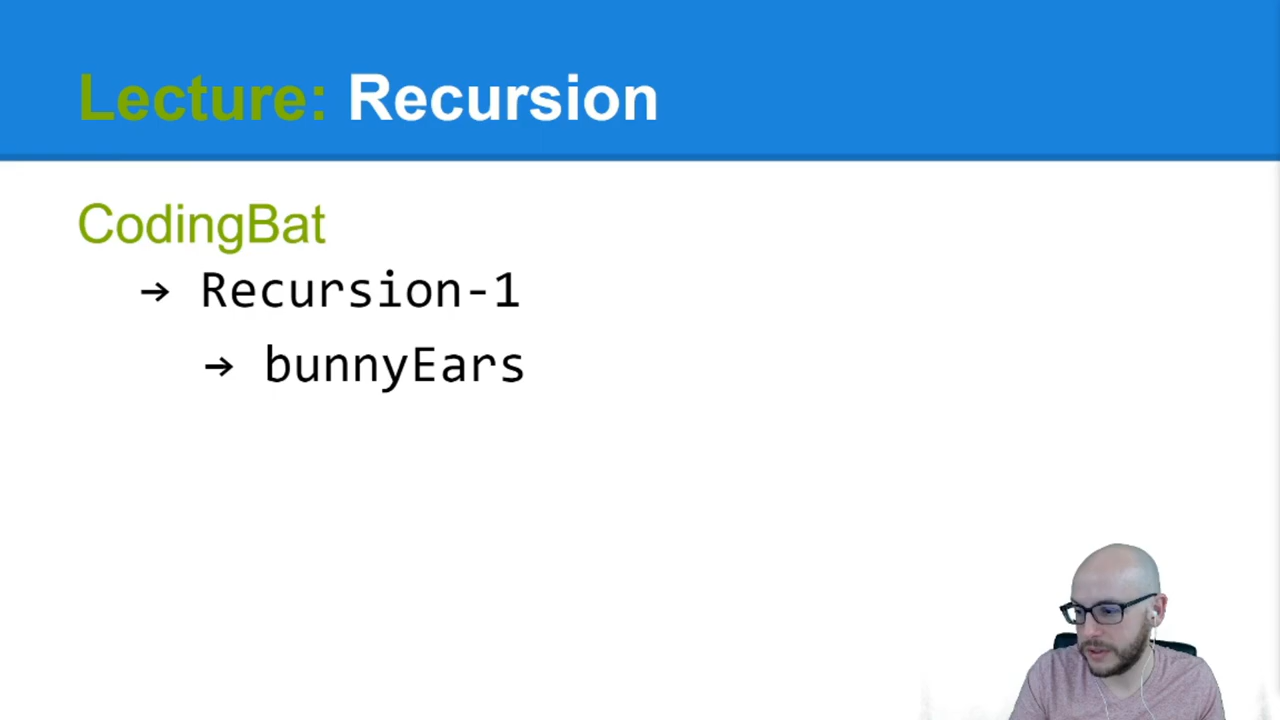 Lecture: Recursion
CodingBat
→ Recursion-1
→ bunnyEars